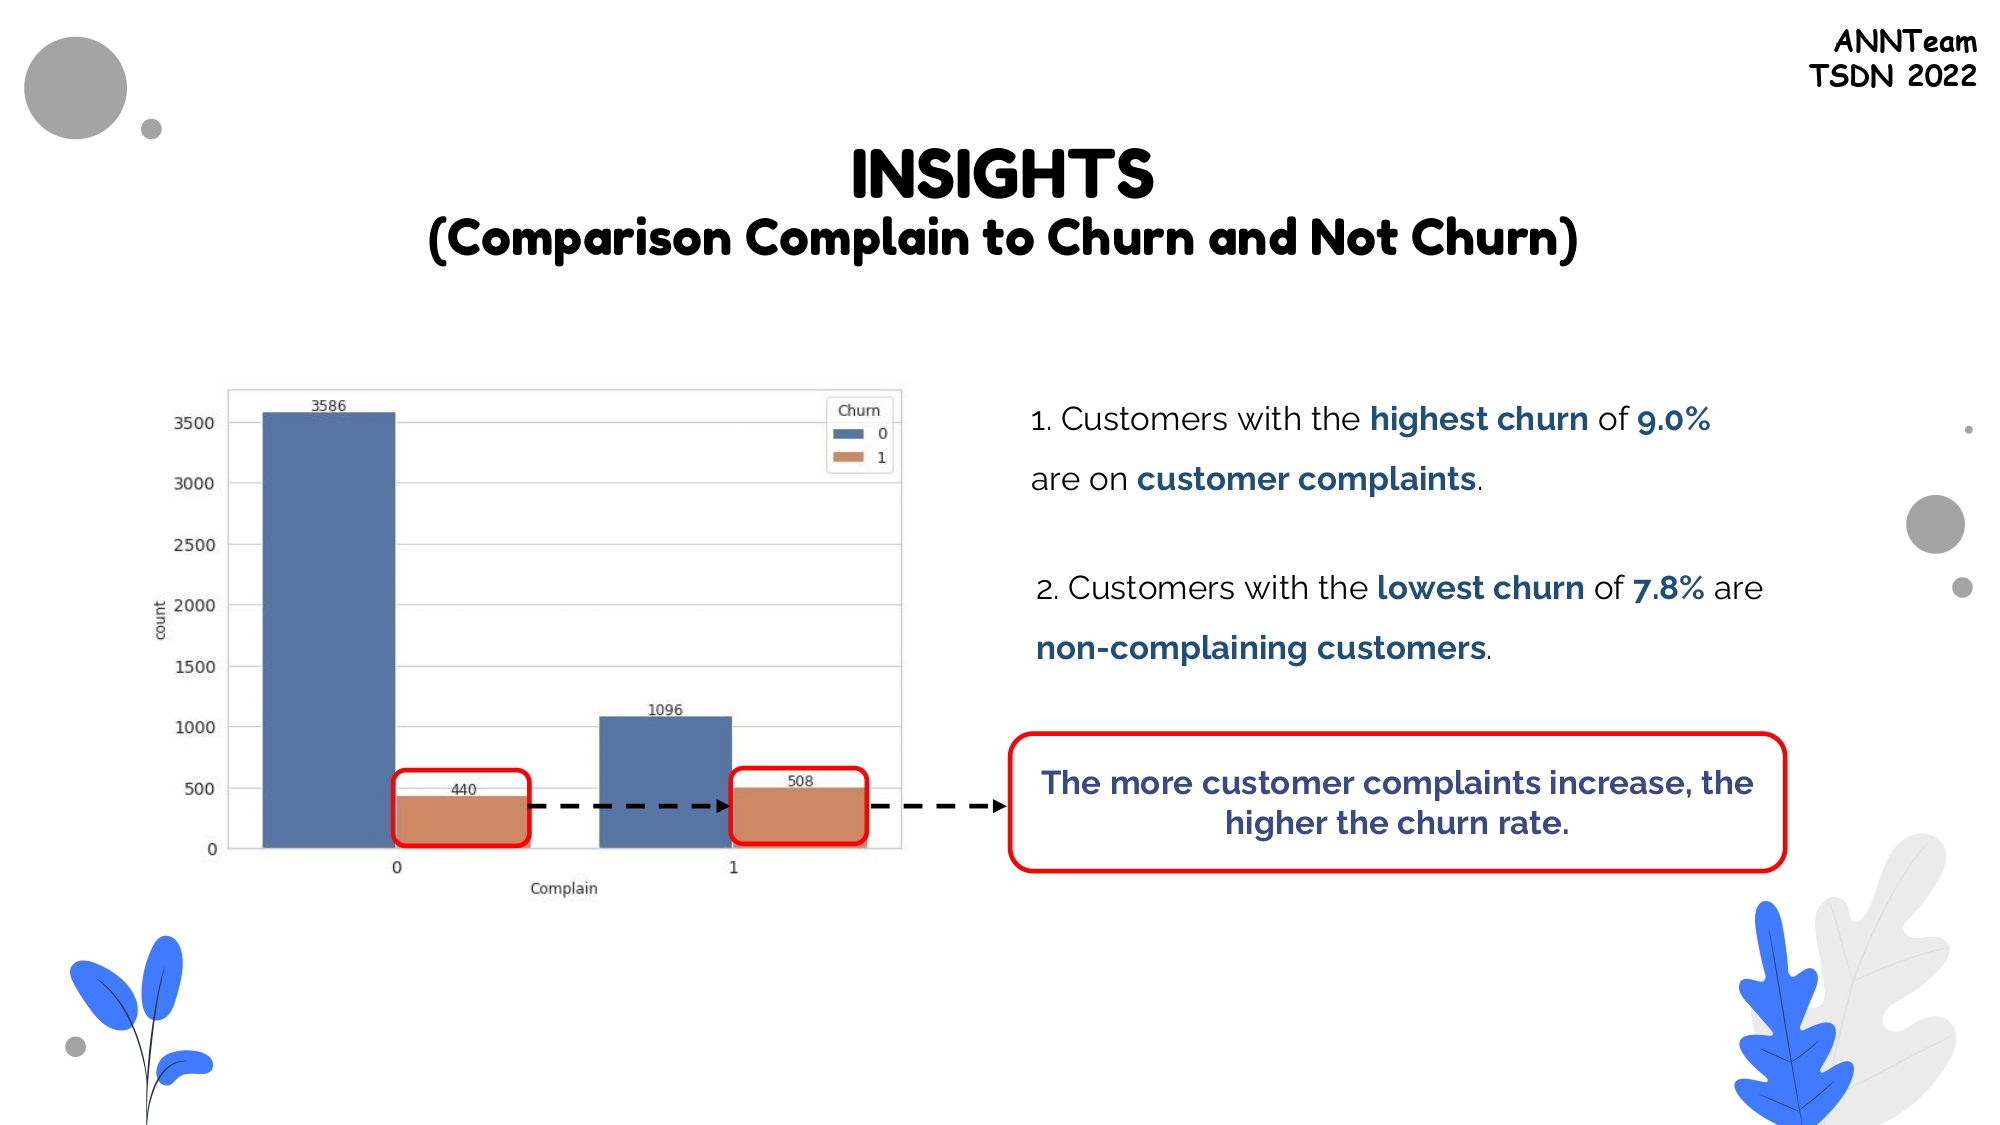 ANNTeam
TSDN 2022
INSIGHTS
(Comparison Complain to Churn and Not Churn)
3586
3500
3000
2500
2000
1500
1000
500
0
count
1096
440
508
Churn
0
1
0
1
Complain
1. Customers with the highest churn of 9.0%
are on customer complaints.
2. Customers with the lowest churn of 7.8% are
non-complaining customers.
The more customer complaints increase, the
higher the churn rate.